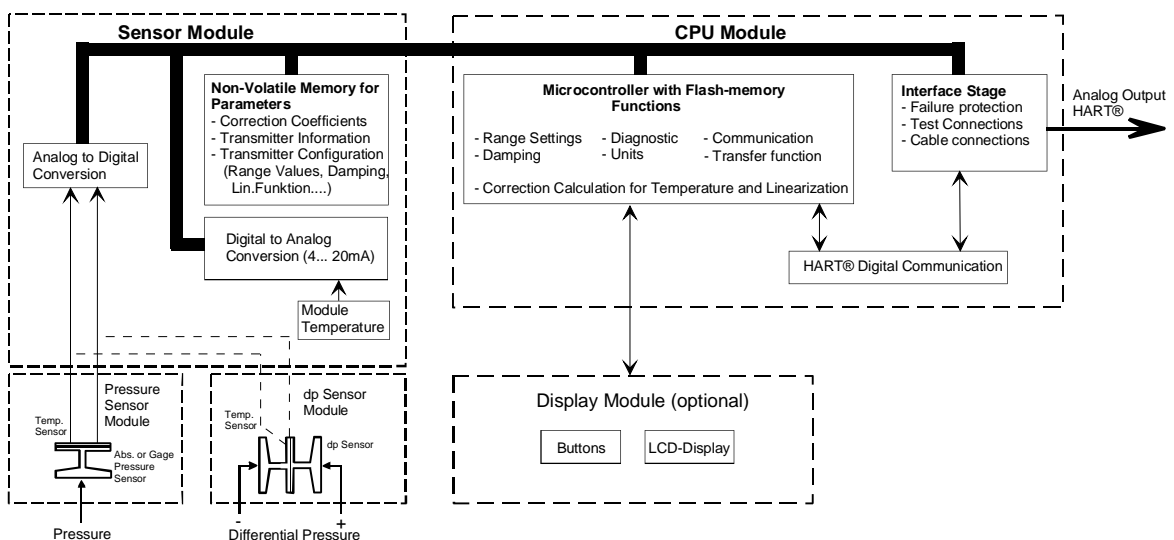 Sensor Module
CPU Module
Non-Volatile Memory for
Parameters
- Correction Coefficients
- Transmitter Information
- Transmitter Configuration
(Range Values, Damping,
Lin.Funktion....)
Analog to Digital
Conversion
Digital to Analog
Conversion (4... 20mA)
Module
Temperature
Microcontroller with Flash-memory
Functions
- Range Settings
- Diagnostic
- Communication
- Damping
- Units
- Transfer function
- Correction Calculation for Temperature and Linearization
Interface Stage
- Failure protection
- Test Connections
- Cable connections
Analog Output
HART®
HART® Digital Communication
Pressure
Sensor
Module
Temp.
Sensor
Abs. or Gage
Pressure
Sensor
Pressure
dp Sensor
Module
Temp.
Sensor
dp Sensor
- +
Differential Pressure
Display Module (optional)
Buttons
LCD-Display